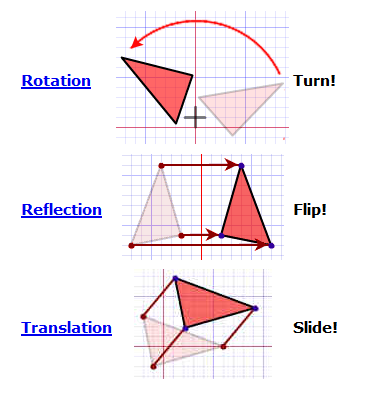 Rotation Turn!
Reflection Flip!
Translation Slide!